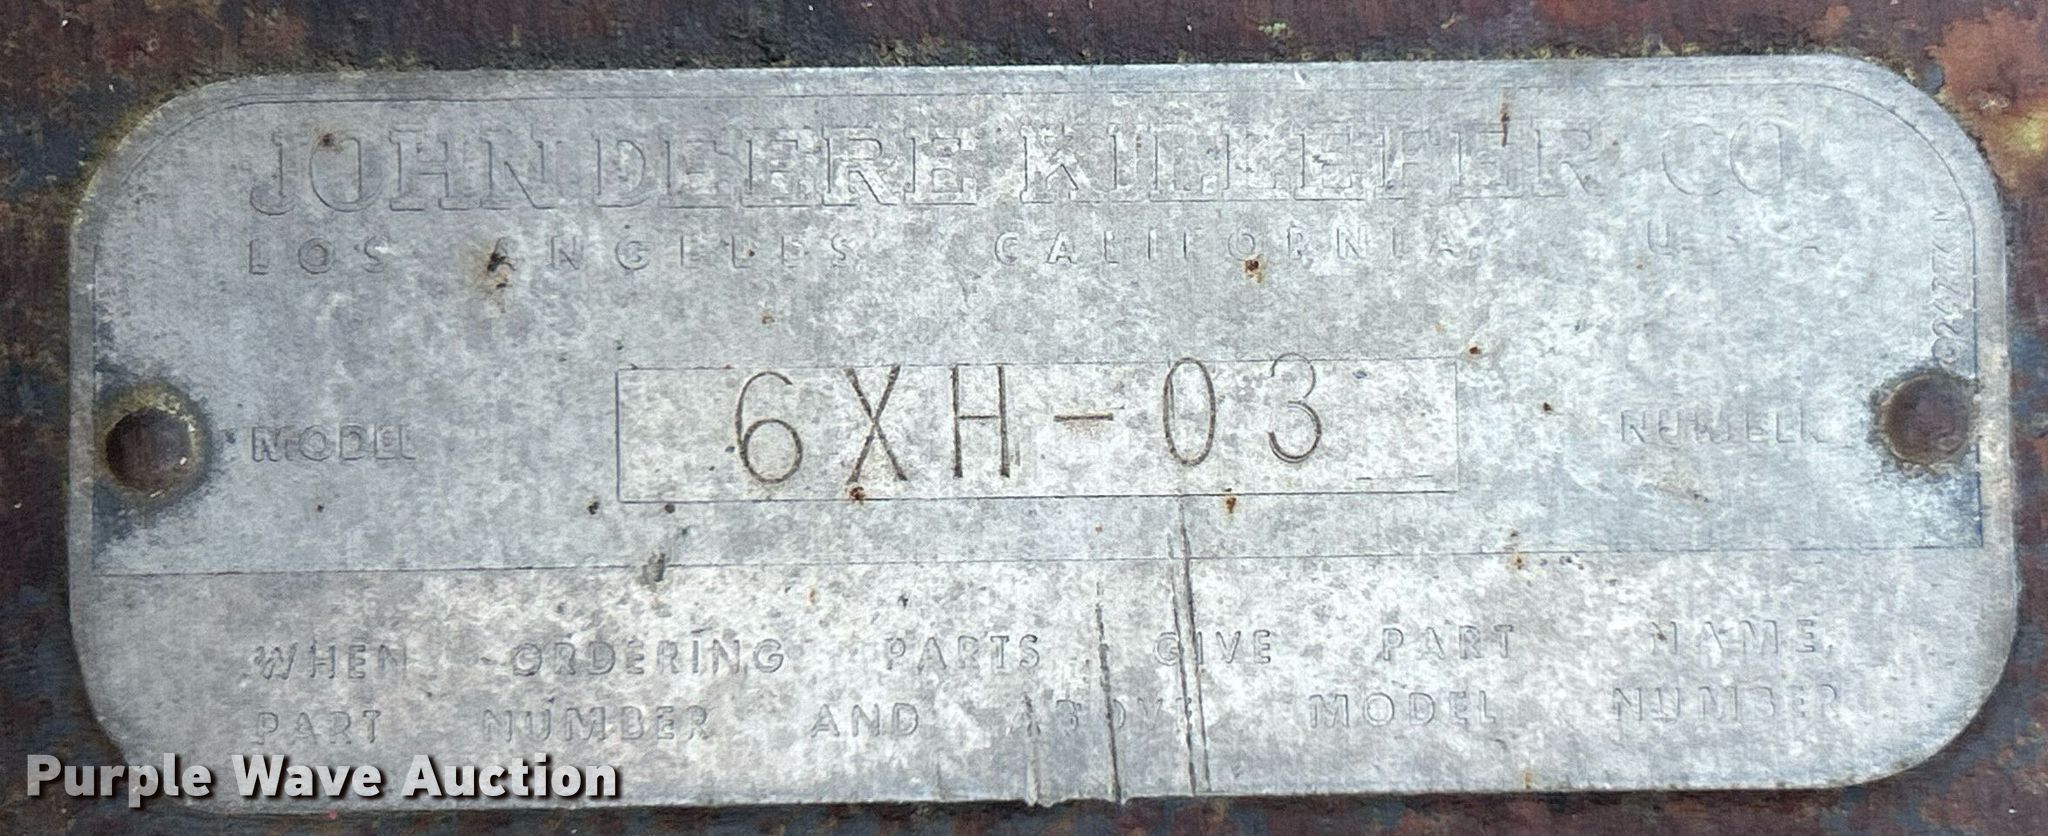 JOHN DEERE KILLEFER CO
LOS ANGELES CALIFORNIA U.S.A.
MODEL 6XH-03 NUMBER
WHEN ORDERING PARTS, GIVE PART NAME,
PART NUMBER AND ABOVE MODEL NUMBER
Purple Wave Auction